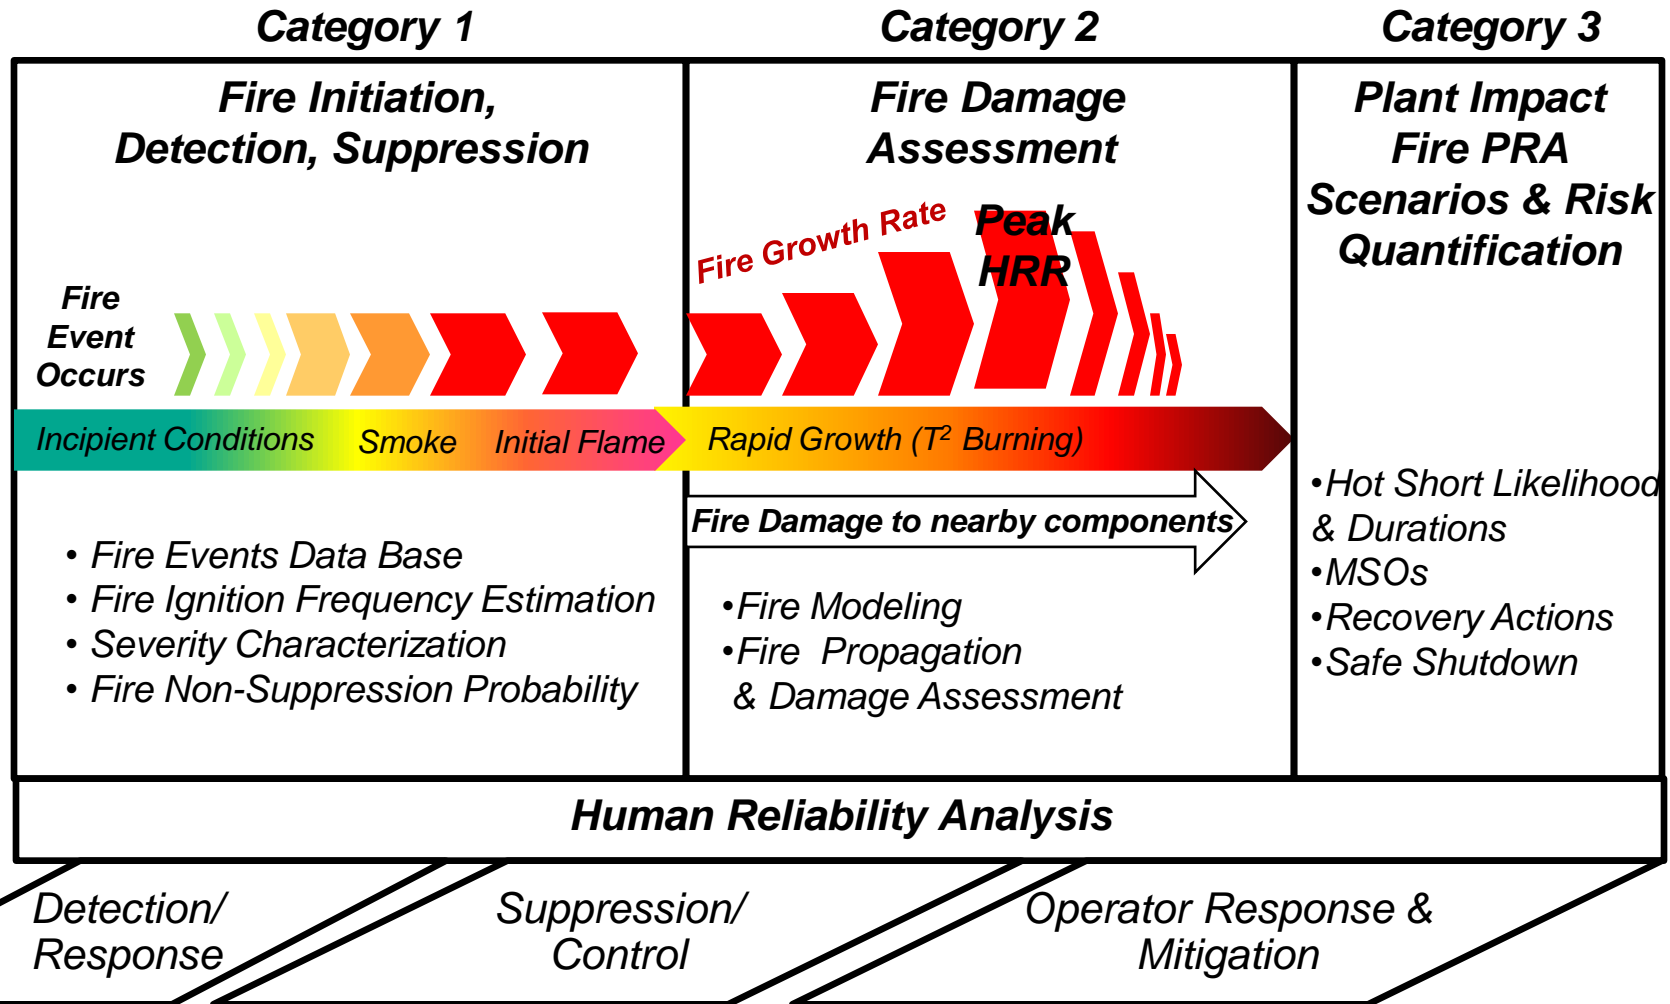 Category 1
Category 2
Category 3
Fire Initiation,
Detection, Suppression
Fire Event Occurs
Fire
Event
Occurs
Incipient Conditions
Smoke
Initial Flame
• Fire Events Data Base
• Fire Ignition Frequency Estimation
• Severity Characterization
• Fire Non-Suppression Probability
Fire Damage
Assessment
Fire Growth Rate
Peak
HRR
Rapid Growth (T² Burning)
Fire Damage to nearby components
•Fire Modeling
•Fire Propagation
& Damage Assessment
Plant Impact
Fire PRA
Scenarios & Risk
Quantification
•Hot Short Likelihood
& Durations
•MSOs
•Recovery Actions
•Safe Shutdown
Human Reliability Analysis
Detection/
Response
Suppression/
Control
Operator Response &
Mitigation